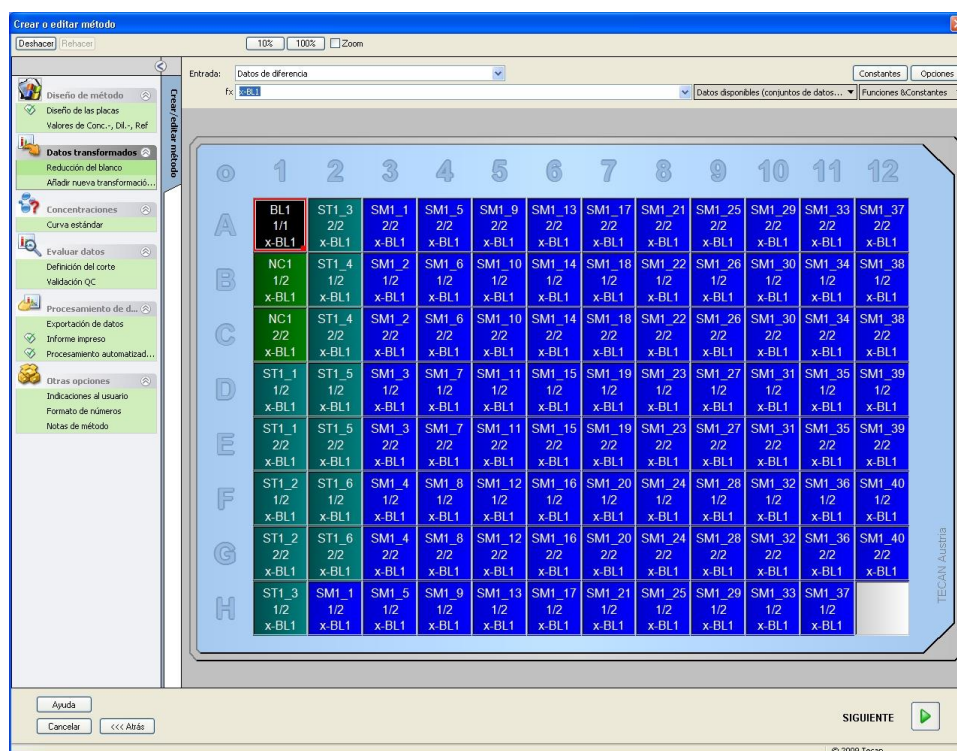 Crear o editar método
Deshacer Rehacer 10% 100% Zoom
Entrada: Datos de diferencia Constantes Opciones
fx x-BL1 Datos disponibles (conjuntos de datos... Funciones &Constantes
Crear/editar método
Diseño de método
Diseño de las placas
Valores de Conc.-, Dil.-, Ref
Datos transformados
Reducción del blanco
Añadir nueva transformació...
Concentraciones
Curva estándar
Evaluar datos
Definición del corte
Validación QC
Procesamiento de d...
Exportación de datos
Informe impreso
Procesamiento automatizad...
Otras opciones
Indicaciones al usuario
Formato de números
Notas de método
o 1 2 3 4 5 6 7 8 9 10 11 12
A
BL1 ST1_3 SM1_1 SM1_5 SM1_9 SM1_13 SM1_17 SM1_21 SM1_25 SM1_29 SM1_33 SM1_37
1/1 2/2 2/2 2/2 2/2 2/2 2/2 2/2 2/2 2/2 2/2 2/2
x-BL1 x-BL1 x-BL1 x-BL1 x-BL1 x-BL1 x-BL1 x-BL1 x-BL1 x-BL1 x-BL1 x-BL1
B
NC1 ST1_4 SM1_2 SM1_6 SM1_10 SM1_14 SM1_18 SM1_22 SM1_26 SM1_30 SM1_34 SM1_38
1/2 1/2 1/2 1/2 1/2 1/2 1/2 1/2 1/2 1/2 1/2 1/2
x-BL1 x-BL1 x-BL1 x-BL1 x-BL1 x-BL1 x-BL1 x-BL1 x-BL1 x-BL1 x-BL1 x-BL1
C
NC1 ST1_4 SM1_2 SM1_6 SM1_10 SM1_14 SM1_18 SM1_22 SM1_26 SM1_30 SM1_34 SM1_38
2/2 2/2 2/2 2/2 2/2 2/2 2/2 2/2 2/2 2/2 2/2 2/2
x-BL1 x-BL1 x-BL1 x-BL1 x-BL1 x-BL1 x-BL1 x-BL1 x-BL1 x-BL1 x-BL1 x-BL1
D
ST1_1 ST1_5 SM1_3 SM1_7 SM1_11 SM1_15 SM1_19 SM1_23 SM1_27 SM1_31 SM1_35 SM1_39
1/2 1/2 1/2 1/2 1/2 1/2 1/2 1/2 1/2 1/2 1/2 1/2
x-BL1 x-BL1 x-BL1 x-BL1 x-BL1 x-BL1 x-BL1 x-BL1 x-BL1 x-BL1 x-BL1 x-BL1
E
ST1_1 ST1_5 SM1_3 SM1_7 SM1_11 SM1_15 SM1_19 SM1_23 SM1_27 SM1_31 SM1_35 SM1_39
2/2 2/2 2/2 2/2 2/2 2/2 2/2 2/2 2/2 2/2 2/2 2/2
x-BL1 x-BL1 x-BL1 x-BL1 x-BL1 x-BL1 x-BL1 x-BL1 x-BL1 x-BL1 x-BL1 x-BL1
F
ST1_2 ST1_6 SM1_4 SM1_8 SM1_12 SM1_16 SM1_20 SM1_24 SM1_28 SM1_32 SM1_36 SM1_40
1/2 1/2 1/2 1/2 1/2 1/2 1/2 1/2 1/2 1/2 1/2 1/2
x-BL1 x-BL1 x-BL1 x-BL1 x-BL1 x-BL1 x-BL1 x-BL1 x-BL1 x-BL1 x-BL1 x-BL1
G
ST1_2 ST1_6 SM1_4 SM1_8 SM1_12 SM1_16 SM1_20 SM1_24 SM1_28 SM1_32 SM1_36 SM1_40
2/2 2/2 2/2 2/2 2/2 2/2 2/2 2/2 2/2 2/2 2/2 2/2
x-BL1 x-BL1 x-BL1 x-BL1 x-BL1 x-BL1 x-BL1 x-BL1 x-BL1 x-BL1 x-BL1 x-BL1
H
ST1_3 SM1_1 SM1_5 SM1_9 SM1_13 SM1_17 SM1_21 SM1_25 SM1_29 SM1_33 SM1_37
1/2 1/2 1/2 1/2 1/2 1/2 1/2 1/2 1/2 1/2 1/2
x-BL1 x-BL1 x-BL1 x-BL1 x-BL1 x-BL1 x-BL1 x-BL1 x-BL1 x-BL1 x-BL1
TECAN Austria
Ayuda
Cancelar <<< Atrás
SIGUIENTE
© 2009 Tecan